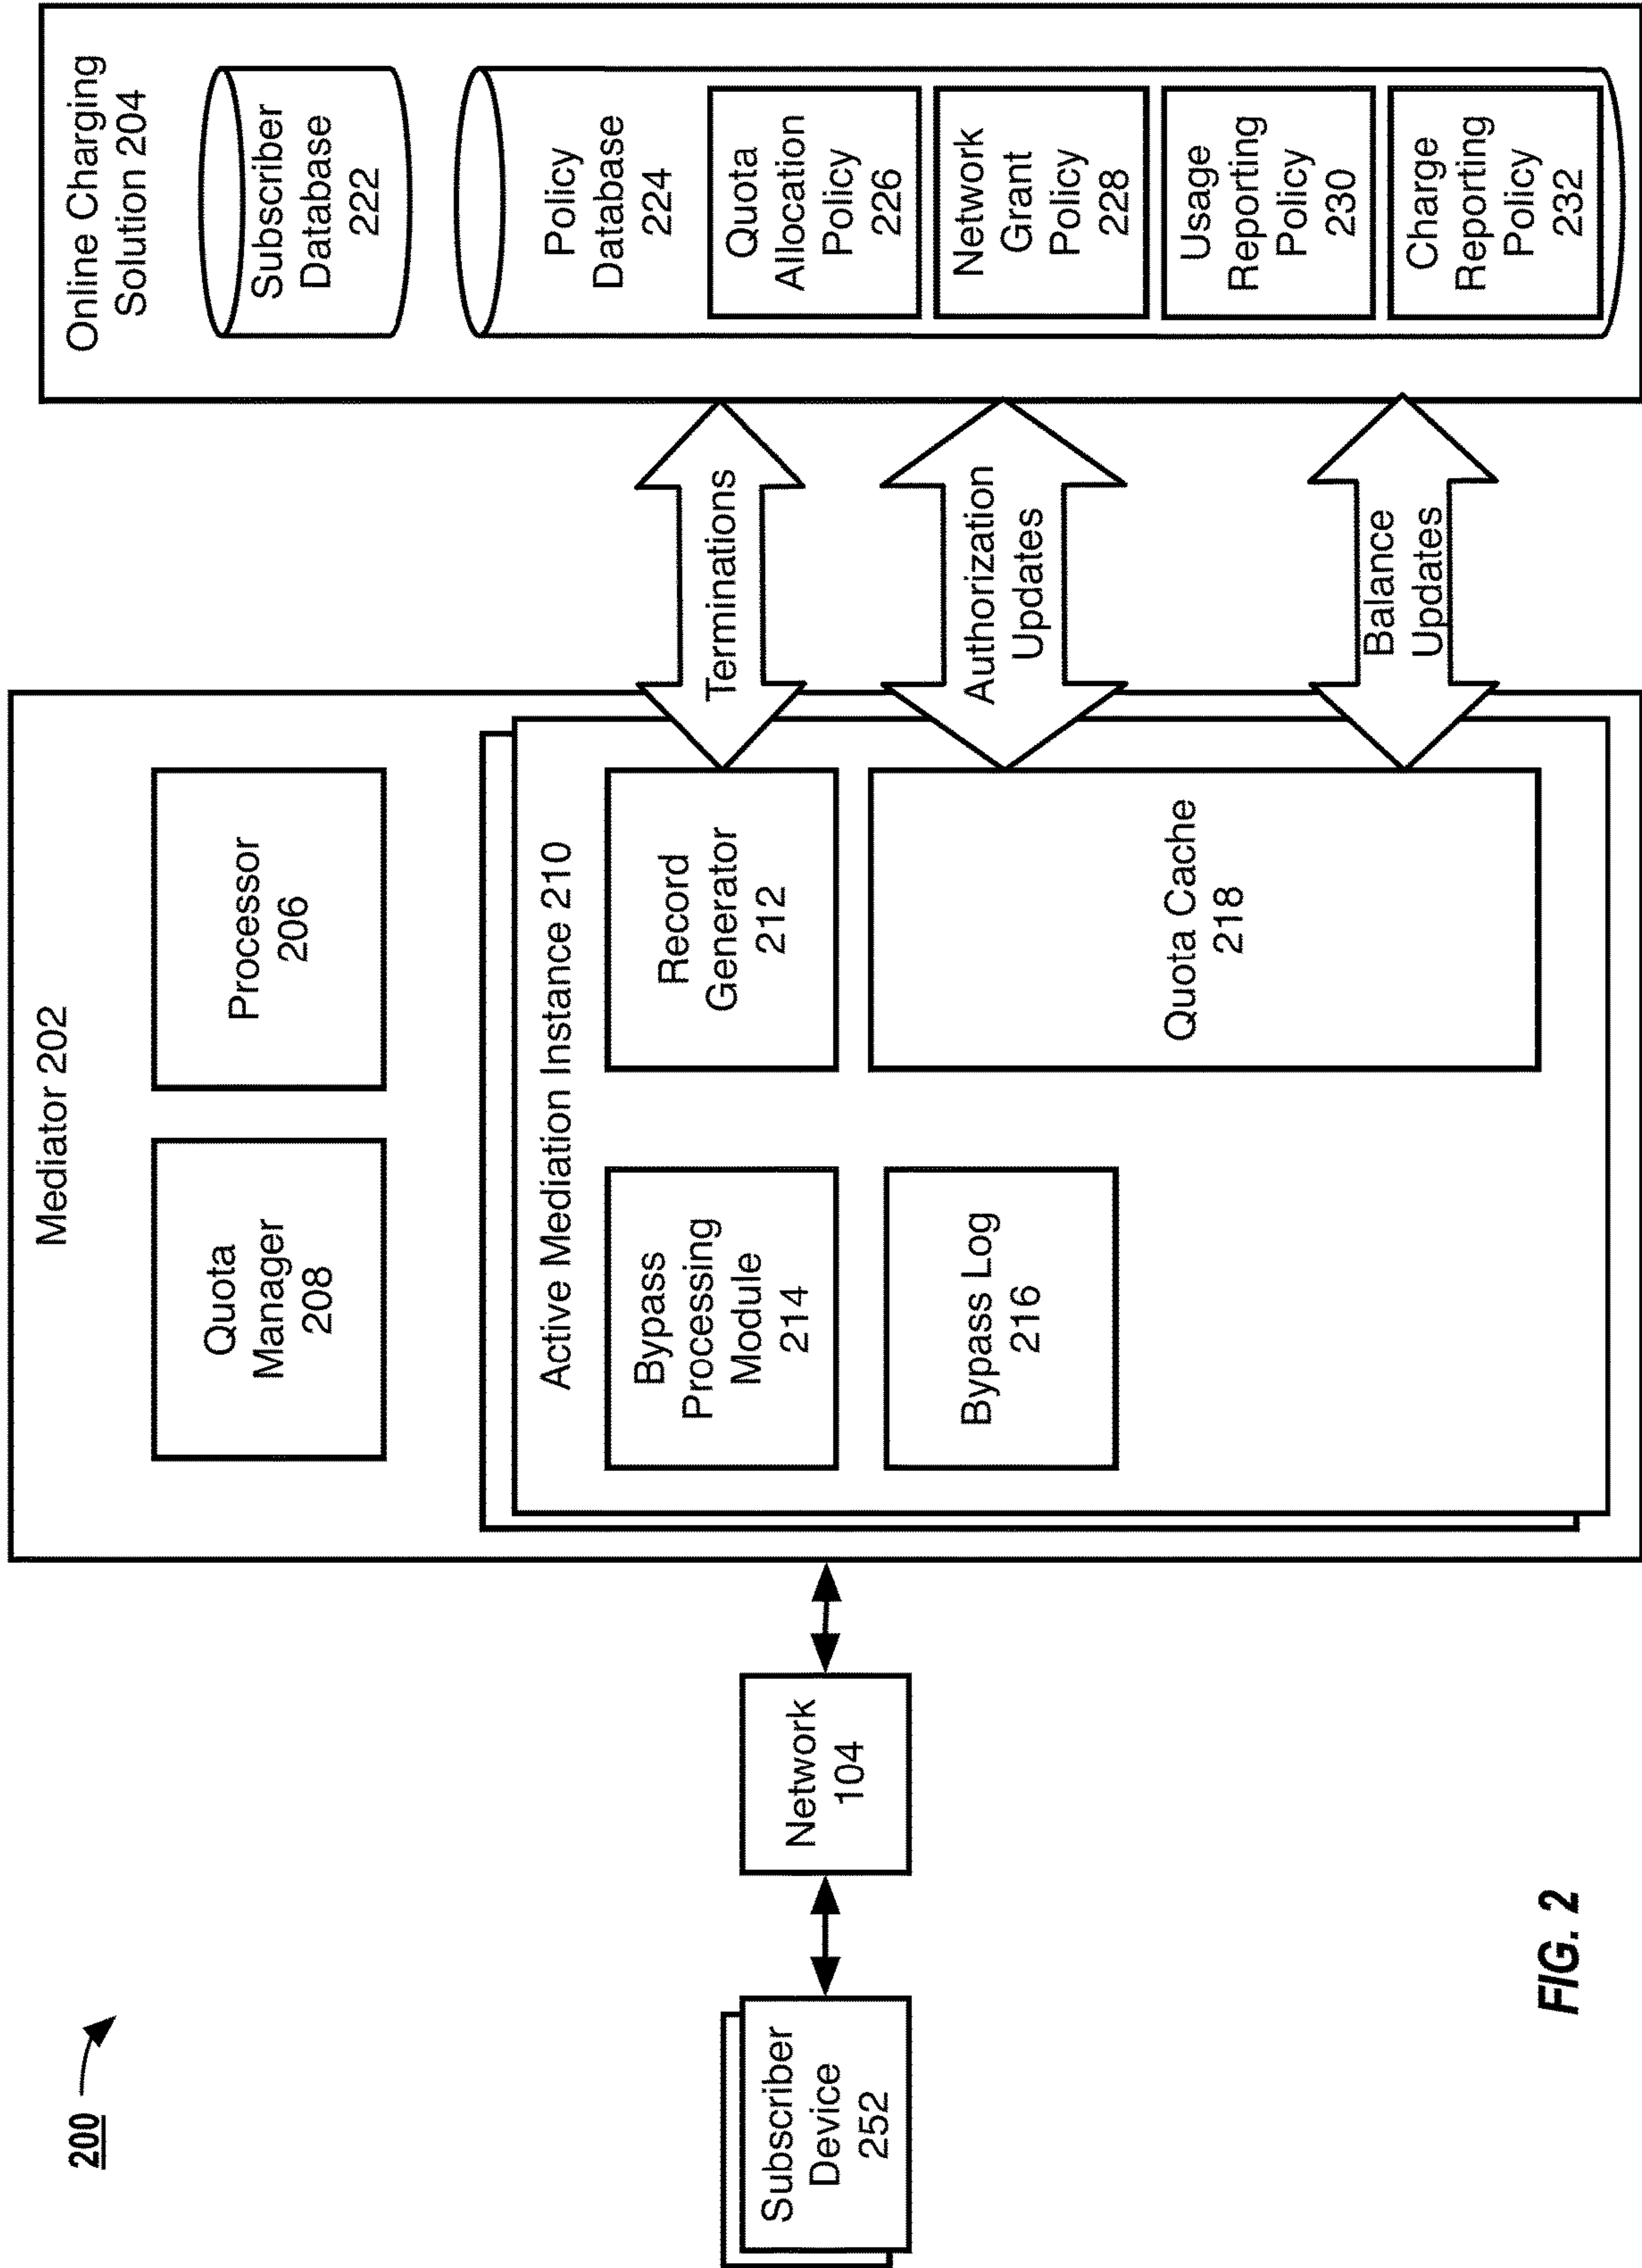 200
Subscriber
Device
252
Network
104
Mediator 202
Quota
Manager
208
Processor
206
Active Mediation Instance 210
Bypass
Processing
Module
214
Record
Generator
212
Bypass Log
216
Quota Cache
218
Terminations
Authorization
Updates
Balance
Updates
Online Charging
Solution 204
Subscriber
Database
222
Policy
Database
224
Quota
Allocation
Policy
226
Network
Grant
Policy
228
Usage
Reporting
Policy
230
Charge
Reporting
Policy
232
FIG. 2